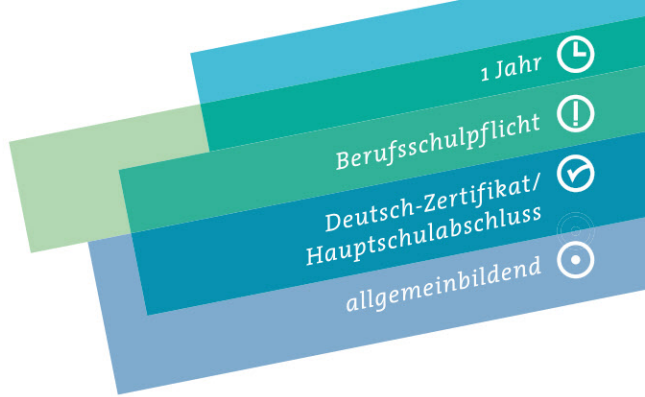 1 Jahr
Berufsschulpflicht
Deutsch-Zertifikat/
Hauptschulabschluss
allgemeinbildend